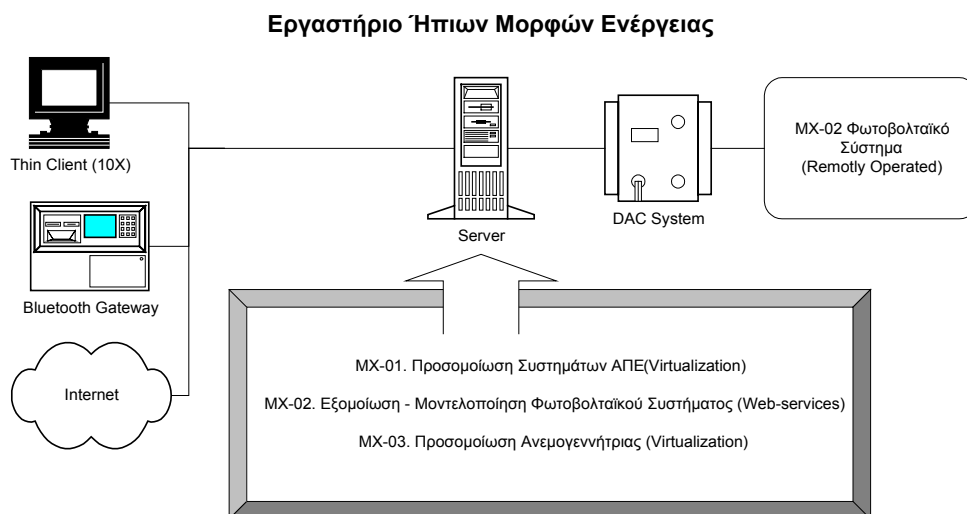 Εργαστήριο Ήπιων Μορφών Ενέργειας
Thin Client (10X)
Bluetooth Gateway
Internet
Server
DAC System
MX-02 Φωτοβολταϊκό
Σύστημα
(Remotly Operated)
MX-01. Προσομοίωση Συστημάτων ΑΠΕ(Virtualization)
MX-02. Εξομοίωση - Μοντελοποίηση Φωτοβολταϊκού Συστήματος (Web-services)
MX-03. Προσομοίωση Ανεμογεννήτριας (Virtualization)